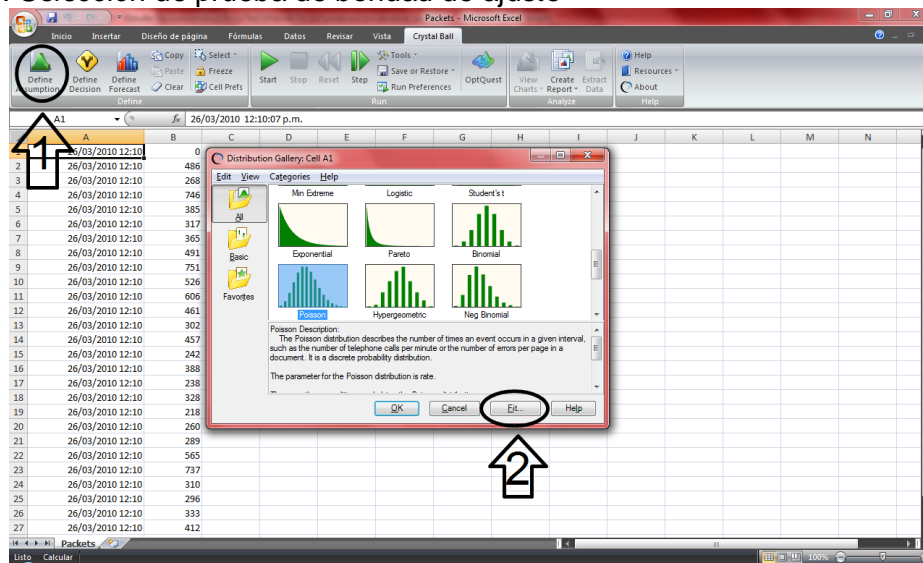 . Selección de prueba de bondad de ajuste
Packets - Microsoft Excel
Inicio Insertar Diseño de página Fórmulas Datos Revisar Vista Crystal Ball
Define Assumption
Define Decision
Define Forecast
Copy
Paste
Clear
Select
Freeze
Cell Prefs
Start
Stop
Reset
Step
Tools
Save or Restore
Run Preferences
OptQuest
View Charts
Create Report
Extract Data
Help
Resources
About
Define Run Analyze Help
A1 fx 26/03/2010 12:10:07 p.m.
A B C D E F G H I J K L M N
26/03/2010 12:10 0
2 26/03/2010 12:10 486
3 26/03/2010 12:10 268
4 26/03/2010 12:10 746
5 26/03/2010 12:10 385
6 26/03/2010 12:10 317
7 26/03/2010 12:10 365
8 26/03/2010 12:10 491
9 26/03/2010 12:10 751
10 26/03/2010 12:10 526
11 26/03/2010 12:10 606
12 26/03/2010 12:10 461
13 26/03/2010 12:10 302
14 26/03/2010 12:10 457
15 26/03/2010 12:10 242
16 26/03/2010 12:10 388
17 26/03/2010 12:10 238
18 26/03/2010 12:10 328
19 26/03/2010 12:10 218
20 26/03/2010 12:10 260
21 26/03/2010 12:10 289
22 26/03/2010 12:10 565
23 26/03/2010 12:10 737
24 26/03/2010 12:10 310
25 26/03/2010 12:10 296
26 26/03/2010 12:10 333
27 26/03/2010 12:10 412
1
Distribution Gallery: Cell A1
Edit View Categories Help
All
Basic
Favorites
Min Extreme Logistic Student's t
Exponential Pareto Binomial
Poisson Hypergeometric Neg Binomial
Poisson Description:
The Poisson distribution describes the number of times an event occurs in a given interval,
such as the number of telephone calls per minute or the number of errors per page in a
document. It is a discrete probability distribution.
The parameter for the Poisson distribution is rate.
OK Cancel Fit... Help
2
Packets
Listo Calcular 100%